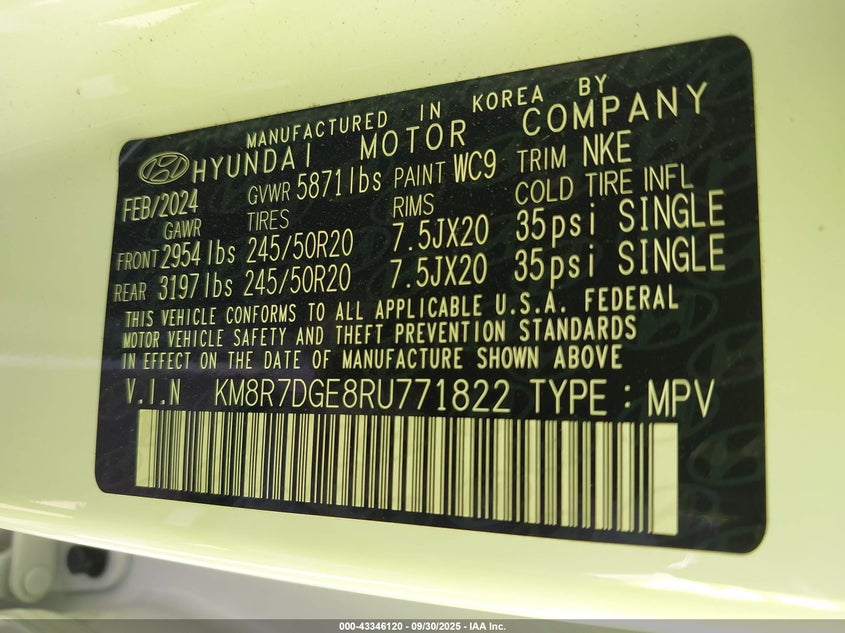 MANUFACTURED IN KOREA BY
HYUNDAI MOTOR COMPANY
FEB/2024 GVWR 5871lbs PAINT WC9 TRIM NKE
GAWR TIRES RIMS COLD TIRE INFL
FRONT 2954lbs 245/50R20 7.5JX20 35psi SINGLE
REAR 3197lbs 245/50R20 7.5JX20 35psi SINGLE
THIS VEHICLE CONFORMS TO ALL APPLICABLE U.S.A. FEDERAL
MOTOR VEHICLE SAFETY AND THEFT PREVENTION STANDARDS
IN EFFECT ON THE DATE OF MANUFACTURE SHOWN ABOVE
V.I.N KM8R7DGE8RU771822 TYPE : MPV
000-43346120 - 09/30/2025 - IAA Inc.